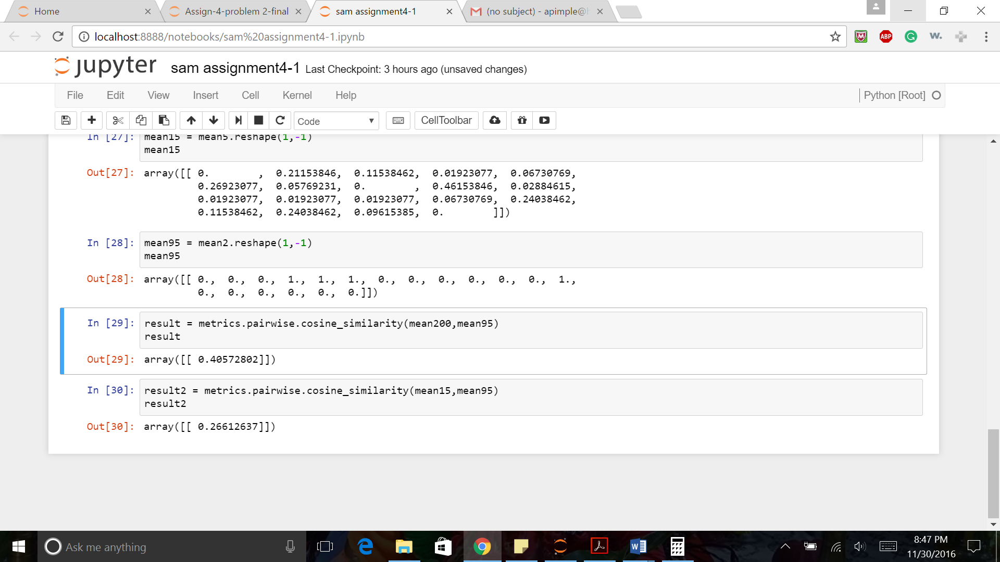 Home
Assign-4-problem 2-final
sam assignment4-1
(no subject) - apimple@
localhost:8888/notebooks/sam%20assignment4-1.ipynb
ABP
G
w.
jupyter sam assignment4-1 Last Checkpoint: 3 hours ago (unsaved changes)
File Edit View Insert Cell Kernel Help Python [Root]
Code CellToolbar
In [27]: mean15 = mean5.reshape(1,-1)
mean15
Out[27]: array([[ 0.        ,  0.21153846,  0.11538462,  0.01923077,  0.06730769,
0.26923077,  0.05769231,  0.        ,  0.46153846,  0.02884615,
0.01923077,  0.01923077,  0.01923077,  0.06730769,  0.24038462,
0.11538462,  0.24038462,  0.09615385,  0.        ]])
In [28]: mean95 = mean2.reshape(1,-1)
mean95
Out[28]: array([[ 0.,  0.,  0.,  1.,  1.,  1.,  0.,  0.,  0.,  0.,  0.,  0.,  1.,
0.,  0.,  0.,  0.,  0.,  0.]])
In [29]: result = metrics.pairwise.cosine_similarity(mean200,mean95)
result
Out[29]: array([[ 0.40572802]])
In [30]: result2 = metrics.pairwise.cosine_similarity(mean15,mean95)
result2
Out[30]: array([[ 0.26612637]])
Ask me anything
8:47 PM
11/30/2016